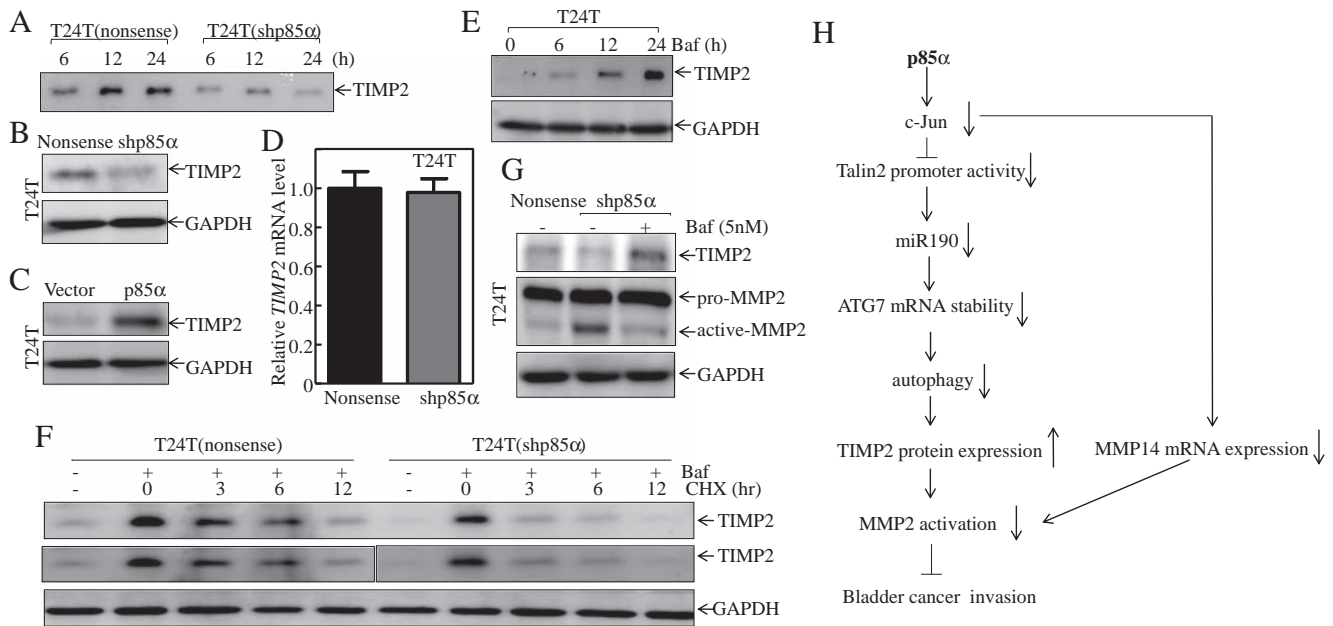 A
T24T(nonsense) T24T(shp85α)
6 12 24 6 12 24 (h)
TIMP2
B
Nonsense shp85α
T24T
TIMP2
GAPDH
C
Vector p85α
T24T
TIMP2
GAPDH
D
T24T
Relative TIMP2 mRNA level
1.0
0.8
0.6
0.4
0.2
0
Nonsense shp85α
E
T24T
0 6 12 24 Baf (h)
TIMP2
GAPDH
G
Nonsense shp85α
- - + Baf (5nM)
T24T
TIMP2
pro-MMP2
active-MMP2
GAPDH
F
T24T(nonsense) T24T(shp85α)
- + + + + - + + + + Baf
- 0 3 6 12 - 0 3 6 12 CHX (hr)
TIMP2
TIMP2
GAPDH
H
p85α
c-Jun
Talin2 promoter activity
miR190
ATG7 mRNA stability
autophagy
TIMP2 protein expression MMP14 mRNA expression
MMP2 activation
Bladder cancer invasion